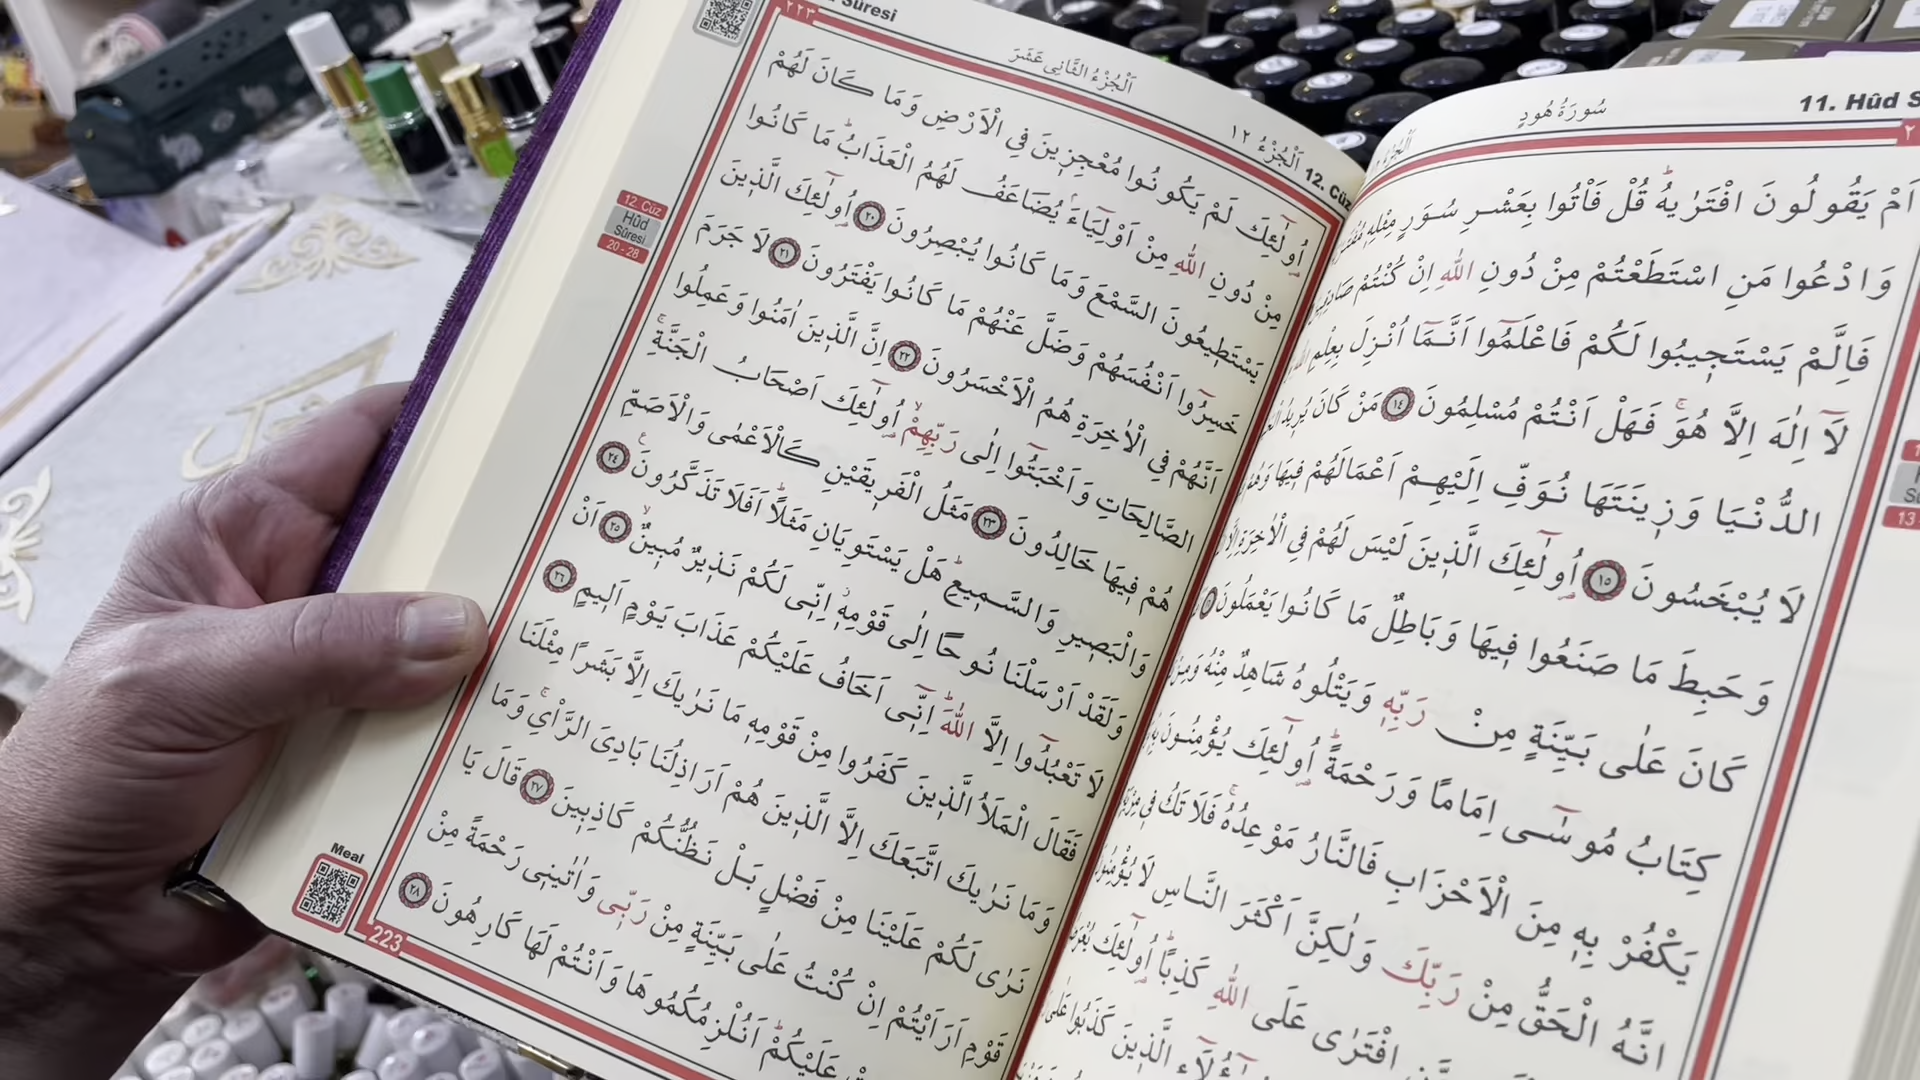 11. Hûd S
سُورَةُ هُودٍ
اَمْ يَقُولُونَ افْتَرٰيهُ قُلْ فَأْتُوا بِعَشْرِ سُوَرٍ مِثْلِهِ
وَادْعُوا مَنِ اسْتَطَعْتُمْ مِنْ دُونِ اللّٰهِ اِنْ كُنْتُمْ صَادِقِينَ
فَاِلَّمْ يَسْتَجِيبُوا لَكُمْ فَاعْلَمُٓوا اَنَّمَٓا اُنْزِلَ بِعِلْمِ
لَٓا اِلٰهَ اِلَّا هُوَۚ فَهَلْ اَنْتُمْ مُسْلِمُونَ ﴿١٤﴾ مَنْ كَانَ يُرِيدُ
الدُّنْيَا وَزِينَتَهَا نُوَفِّ اِلَيْهِمْ اَعْمَالَهُمْ فِيهَا
لَا يُبْخَسُونَ ﴿١٥﴾ اُو۬لٰٓئِكَ الَّذِينَ لَيْسَ لَهُمْ فِي الْاٰخِرَةِ
وَحَبِطَ مَا صَنَعُوا فِيهَا وَبَاطِلٌ مَا كَانُوا يَعْمَلُونَ
كَانَ عَلٰى بَيِّنَةٍ مِنْ رَبِّهِ وَيَتْلُوهُ شَاهِدٌ مِنْهُ
كِتَابُ مُوسٰٓى اِمَامًا وَرَحْمَةًۜ اُو۬لٰٓئِكَ يُؤْمِنُونَ
يَكْفُرْ بِهِ مِنَ الْاَحْزَابِ فَالنَّارُ مَوْعِدُهُۚ فَلَا تَكُ فِي
اِنَّهُ الْحَقُّ مِنْ رَبِّكَ وَلٰكِنَّ اَكْثَرَ النَّاسِ لَا
افْتَرٰى عَلَى اللّٰهِ كَذِبًاۜ اُو۬لٰٓئِكَ
الَّذِينَ كَذَبُوا
13
Sûresi
٢٢٣
اَلْجُزْءُ الثَّانِى عَشَرَ
اَلْجُزْءُ ١٢
12. Cüz
اُو۬لٰٓئِكَ لَمْ يَكُونُوا مُعْجِزِينَ فِي الْاَرْضِ وَمَا كَانَ لَهُمْ
مِنْ دُونِ اللّٰهِ مِنْ اَوْلِيَٓاءَۢ يُضَاعَفُ لَهُمُ الْعَذَابُۜ مَا كَانُوا
يَسْتَطِيعُونَ السَّمْعَ وَمَا كَانُوا يُبْصِرُونَ ﴿٢٠﴾ اُو۬لٰٓئِكَ الَّذِينَ
خَسِرُٓوا اَنْفُسَهُمْ وَضَلَّ عَنْهُمْ مَا كَانُوا يَفْتَرُونَ ﴿٢١﴾ لَا جَرَمَ
اَنَّهُمْ فِي الْاٰخِرَةِ هُمُ الْاَخْسَرُونَ ﴿٢٢﴾ اِنَّ الَّذِينَ اٰمَنُوا وَعَمِلُوا
الصَّالِحَاتِ وَاَخْبَتُٓوا اِلٰى رَبِّهِمْۙ اُو۬لٰٓئِكَ اَصْحَابُ الْجَنَّةِۚ
هُمْ فِيهَا خَالِدُونَ ﴿٢٣﴾ مَثَلُ الْفَرِيقَيْنِ كَالْاَعْمٰى وَالْاَصَمِّ
وَالْبَصِيرِ وَالسَّمِيعِۜ هَلْ يَسْتَوِيَانِ مَثَلًاۜ اَفَلَا تَذَكَّرُونَ۟ ﴿٢٤﴾
وَلَقَدْ اَرْسَلْنَا نُوحًا اِلٰى قَوْمِهِۘ اِنِّى لَكُمْ نَذِيرٌ مُبِينٌۙ ﴿٢٥﴾ اَنْ
لَا تَعْبُدُٓوا اِلَّا اللّٰهَۜ اِنِّٓى اَخَافُ عَلَيْكُمْ عَذَابَ يَوْمٍ اَلِيمٍ ﴿٢٦﴾
فَقَالَ الْمَلَاُ الَّذِينَ كَفَرُوا مِنْ قَوْمِهِ مَا نَرٰيكَ اِلَّا بَشَرًا مِثْلَنَا
وَمَا نَرٰيكَ اتَّبَعَكَ اِلَّا الَّذِينَ هُمْ اَرَاذِلُنَا بَادِىَ الرَّأْيِۚ وَمَا
نَرٰى لَكُمْ عَلَيْنَا مِنْ فَضْلٍ بَلْ نَظُنُّكُمْ كَاذِبِينَ ﴿٢٧﴾ قَالَ يَا
قَوْمِ اَرَاَيْتُمْ اِنْ كُنْتُ عَلٰى بَيِّنَةٍ مِنْ رَبِّى وَاٰتٰينِى رَحْمَةً مِنْ
عَلَيْكُمْۜ اَنُلْزِمُكُمُوهَا وَاَنْتُمْ لَهَا كَارِهُونَ ﴿٢٨﴾
12. Cüz
Hûd
Sûresi
20 - 28
Meal
223